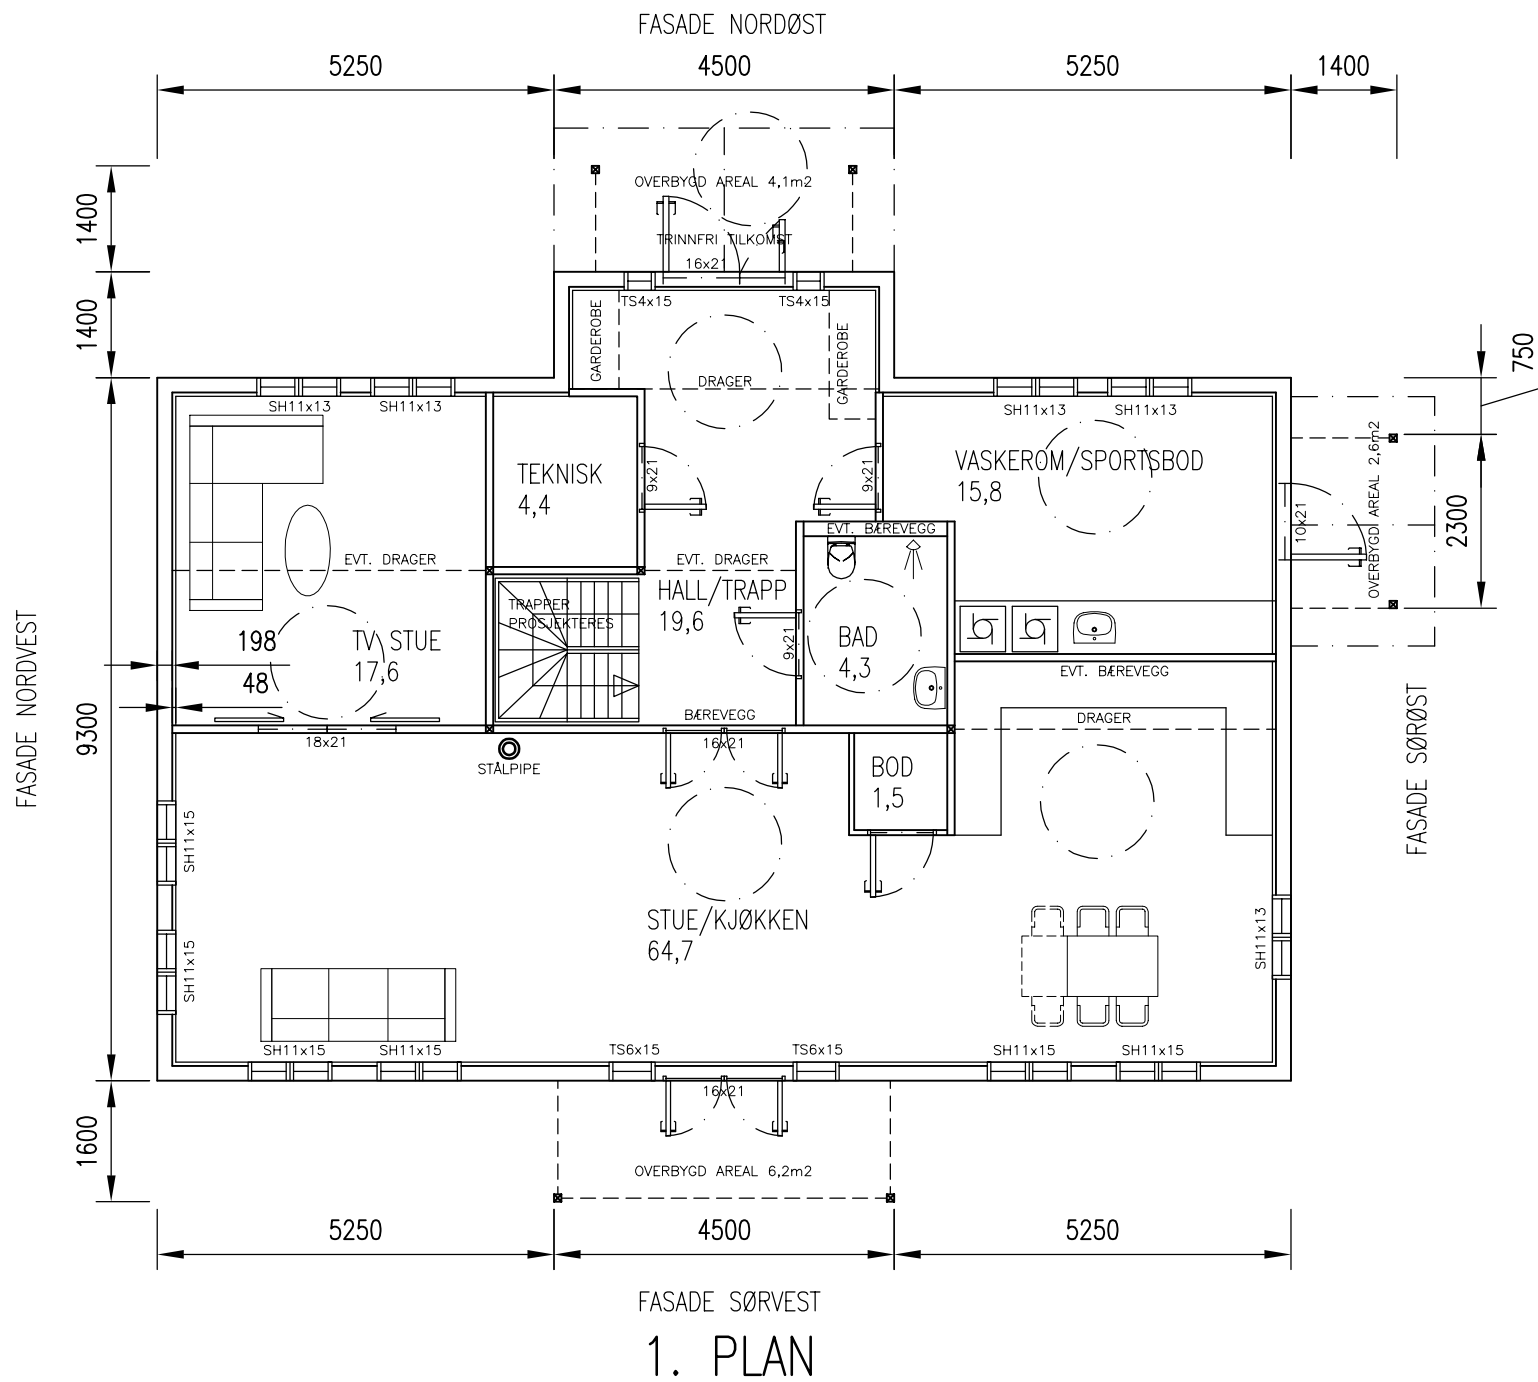 FASADE NORDØST
5250
4500
5250
1400
1400
OVERBYGD AREAL 4,1m2
TRINNFRI TILKOMST
16x21
1400
TS4x15
TS4x15
GARDEROBE
GARDEROBE
DRAGER
750
SH11x13
SH11x13
SH11x13
SH11x13
TEKNISK
4,4
9x21
9x21
VASKEROM/SPORTSBOD
15,8
10x21
OVERBYGD AREAL 2,6m2
2300
EVT. BÆREVEGG
EVT. DRAGER
EVT. DRAGER
HALL/TRAPP
19,6
TRAPPER
PROSJEKTERES
9x21
BAD
4,3
TV STUE
17,6
198
48
FASADE NORDVEST
9300
EVT. BÆREVEGG
BÆREVEGG
DRAGER
18x21
16x21
STÅLPIPE
BOD
1,5
FASADE SØRØST
SH11x15
SH11x15
STUE/KJØKKEN
64,7
SH11x13
SH11x15
SH11x15
TS6x15
TS6x15
SH11x15
SH11x15
16x21
1600
OVERBYGD AREAL 6,2m2
5250
4500
5250
FASADE SØRVEST
1. PLAN